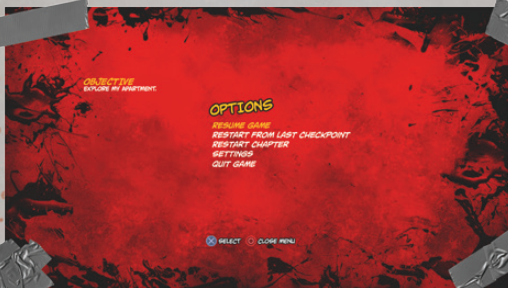 OBJECTIVE
EXPLORE MY APARTMENT.
OPTIONS
RESUME GAME
RESTART FROM LAST CHECKPOINT
RESTART CHAPTER
SETTINGS
QUIT GAME
SELECT CLOSE MENU